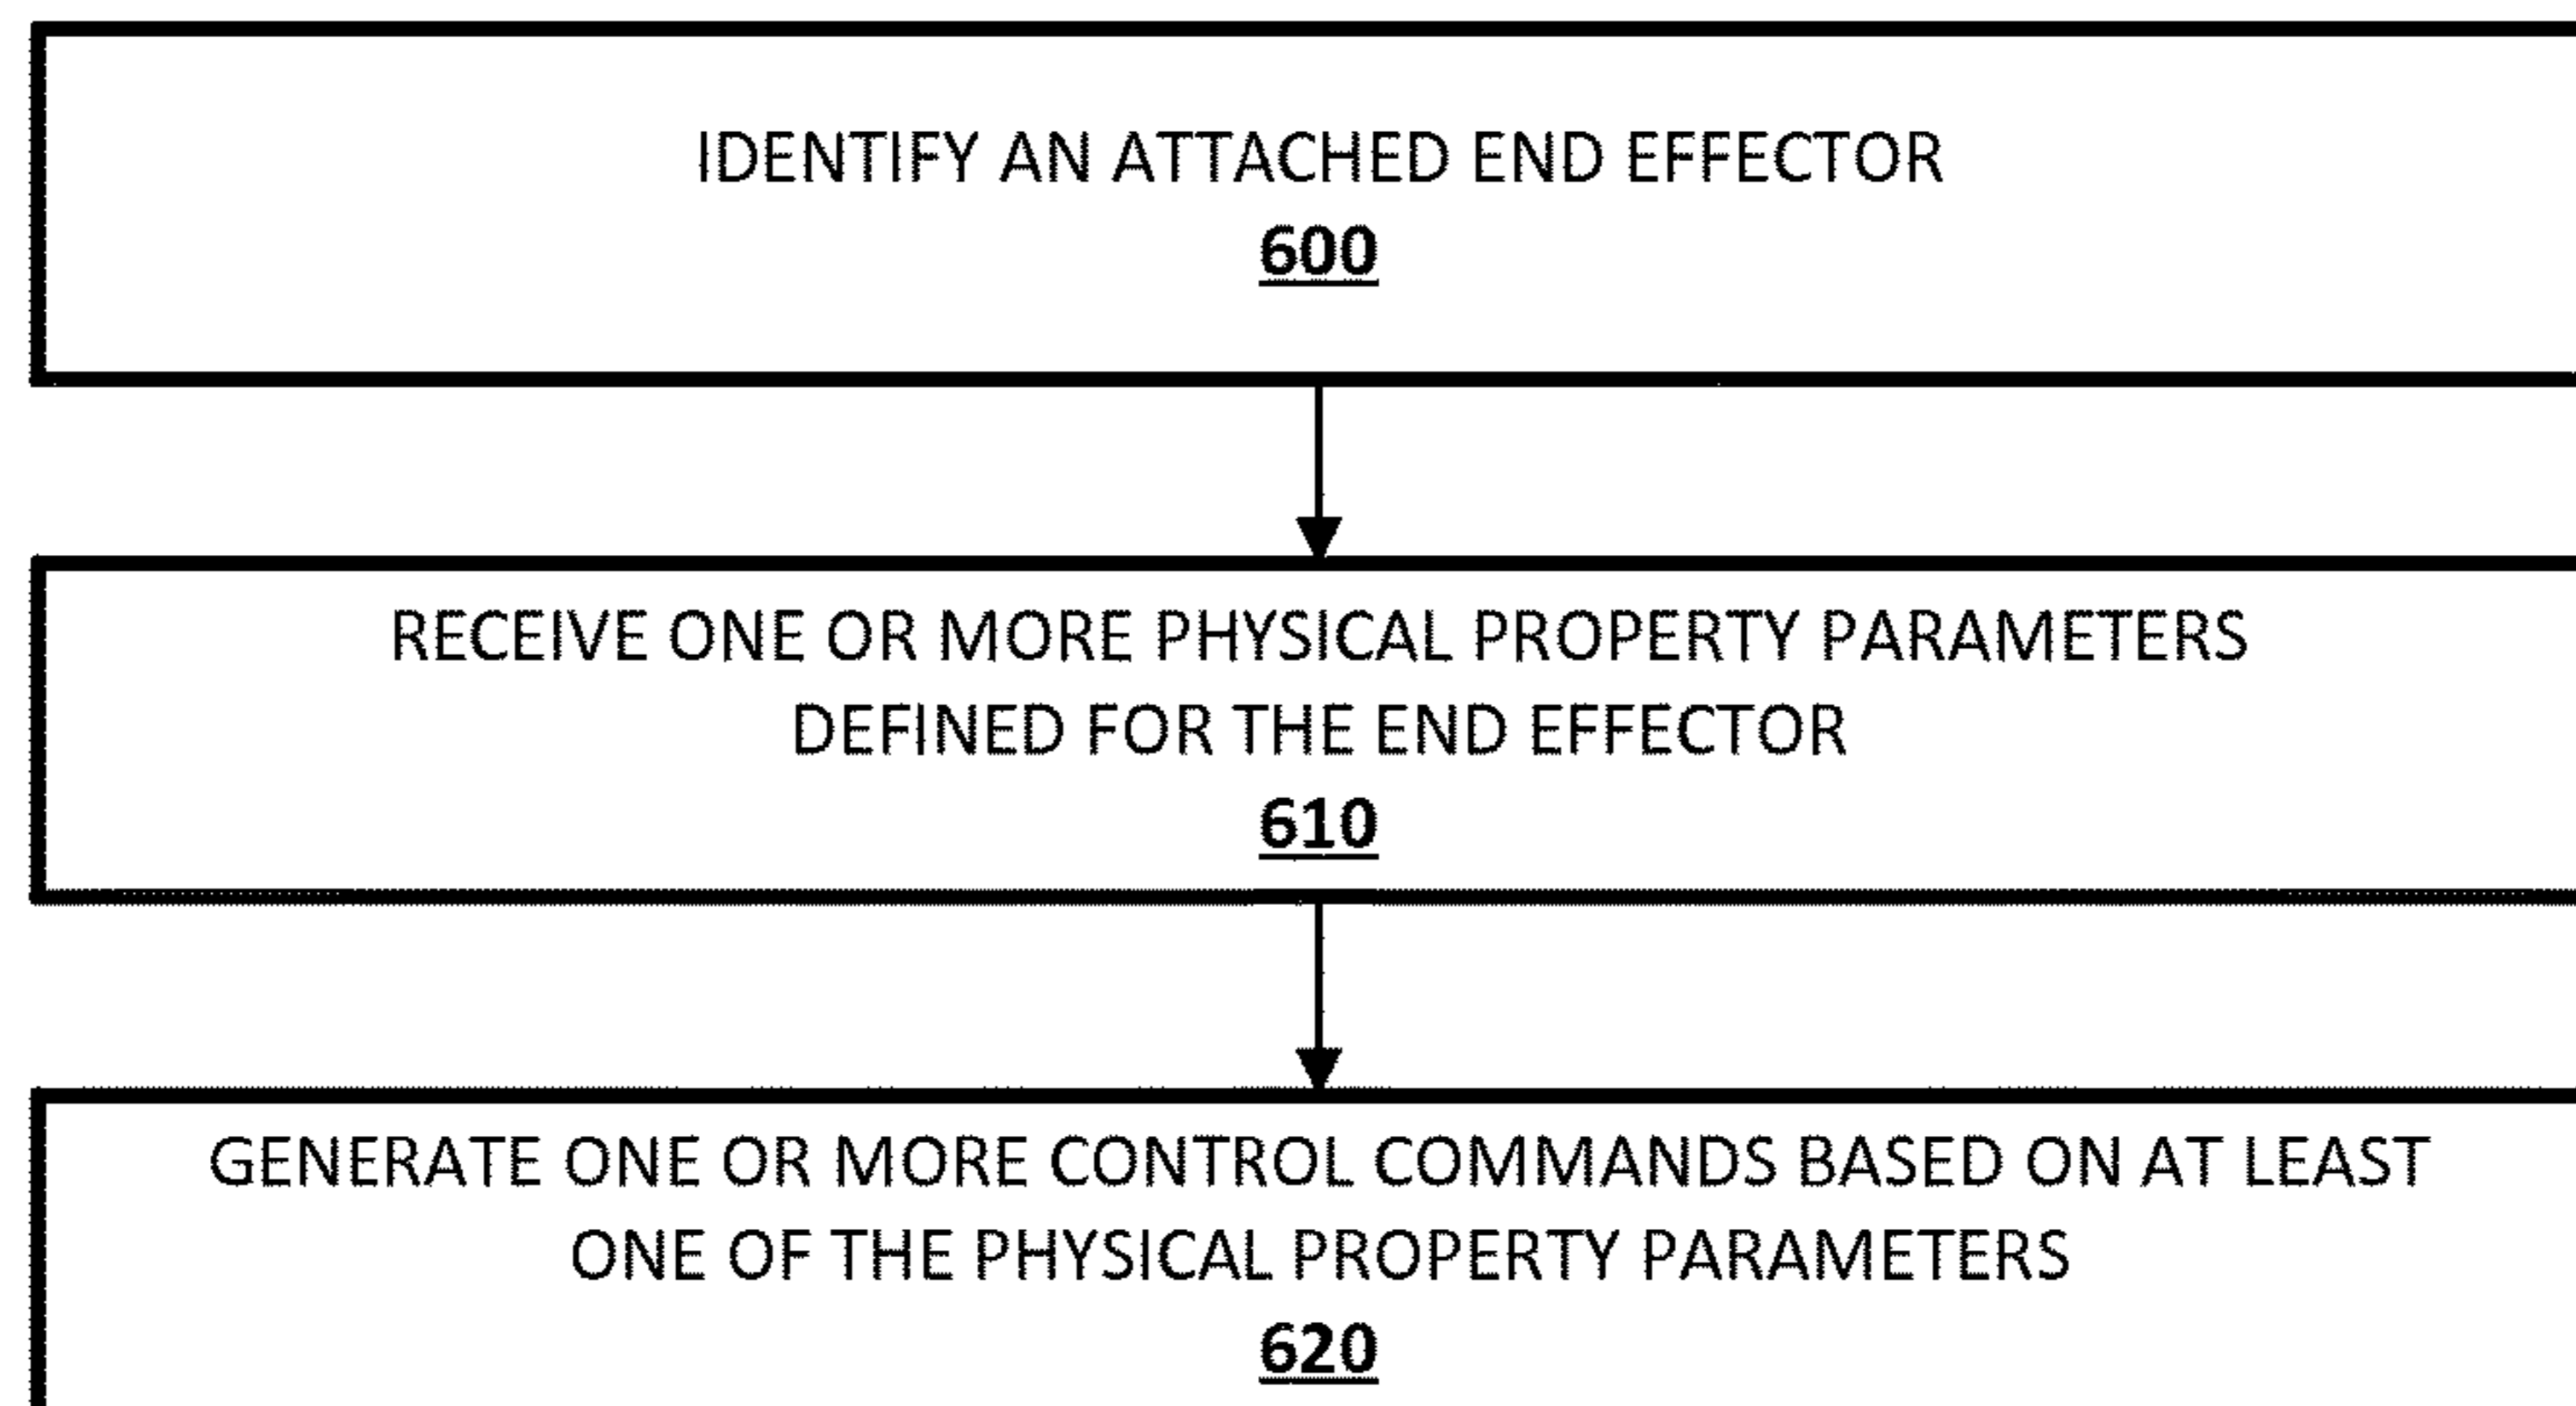 IDENTIFY AN ATTACHED END EFFECTOR
600
RECEIVE ONE OR MORE PHYSICAL PROPERTY PARAMETERS
DEFINED FOR THE END EFFECTOR
610
GENERATE ONE OR MORE CONTROL COMMANDS BASED ON AT LEAST
ONE OF THE PHYSICAL PROPERTY PARAMETERS
620